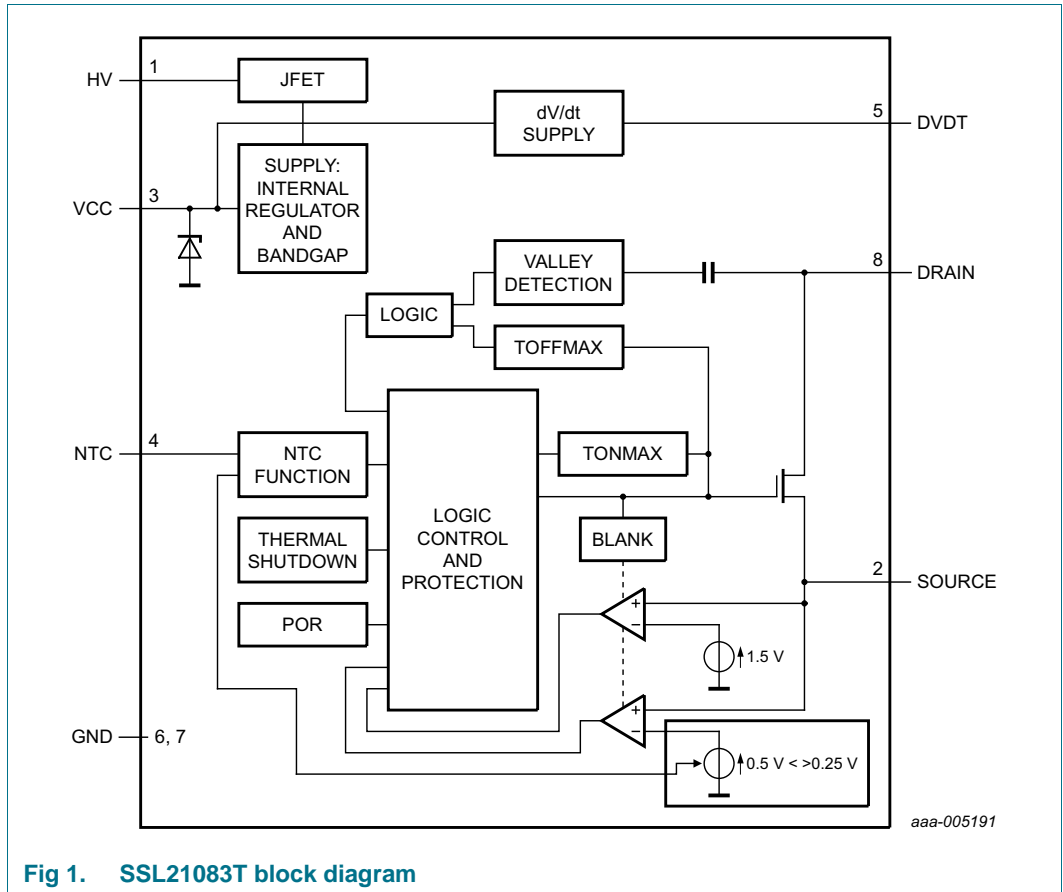 HV
1
JFET
dV/dt
SUPPLY
5
DVDT
SUPPLY:
INTERNAL
REGULATOR
AND
BANDGAP
VCC
3
VALLEY
DETECTION
8
DRAIN
LOGIC
TOFFMAX
NTC
4
NTC
FUNCTION
TONMAX
LOGIC
CONTROL
AND
PROTECTION
BLANK
THERMAL
SHUTDOWN
2
SOURCE
POR
+
−
1.5 V
+
−
GND
6, 7
0.5 V < >0.25 V
aaa-005191
Fig 1. SSL21083T block diagram